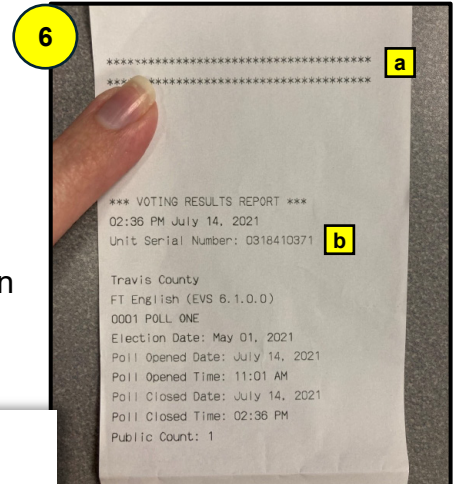 6
************************************** a
**************************************
*** VOTING RESULTS REPORT ***
02:36 PM July 14, 2021
Unit Serial Number: 0318410371 b
n
Travis County
FT English (EVS 6.1.0.0)
0001 POLL ONE
Election Date: May 01, 2021
Poll Opened Date: July 14, 2021
Poll Opened Time: 11:01 AM
Poll Closed Date: July 14, 2021
Poll Closed Time: 02:36 PM
Public Count: 1